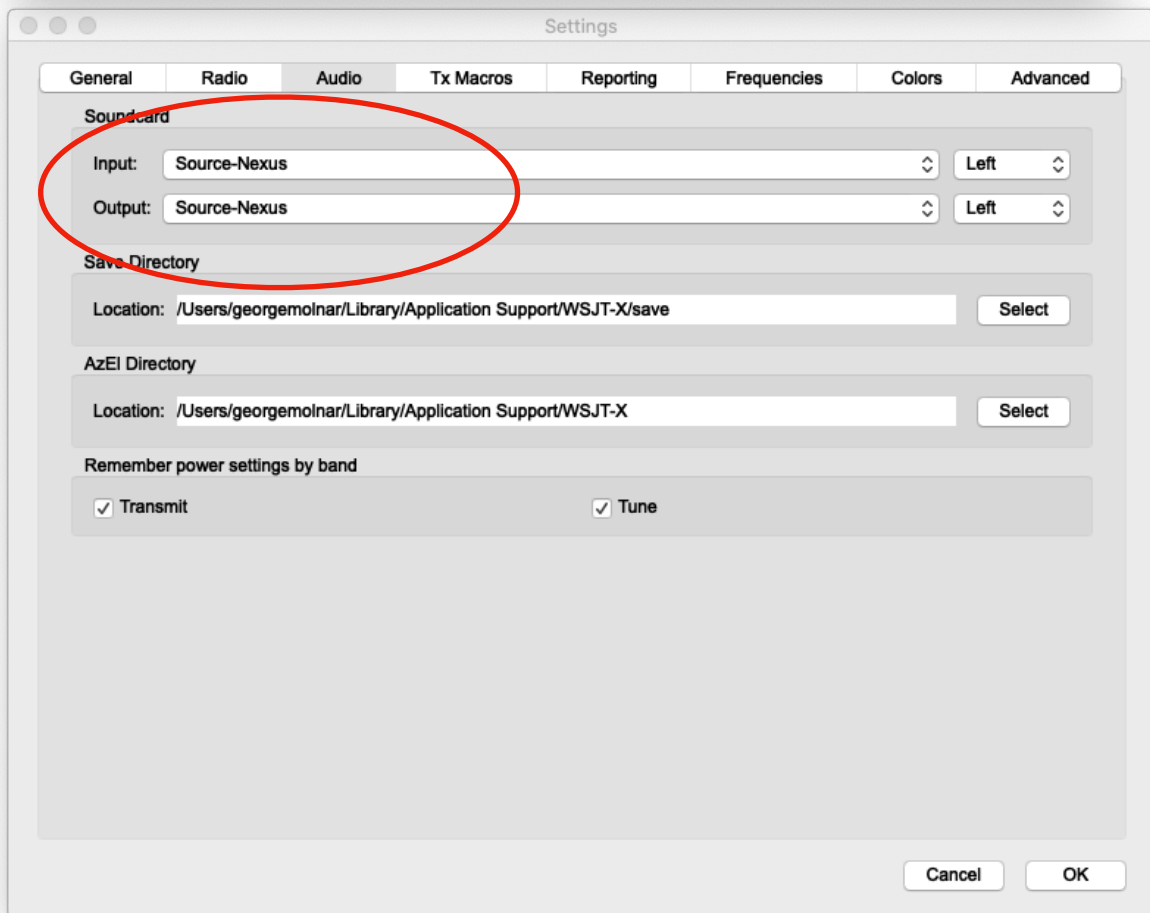 Settings
General Radio Audio Tx Macros Reporting Frequencies Colors Advanced
Soundcard
Input: Source-Nexus Left
Output: Source-Nexus Left
Save Directory
Location: /Users/georgemolnar/Library/Application Support/WSJT-X/save Select
AzEl Directory
Location: /Users/georgemolnar/Library/Application Support/WSJT-X Select
Remember power settings by band
Transmit Tune
Cancel OK